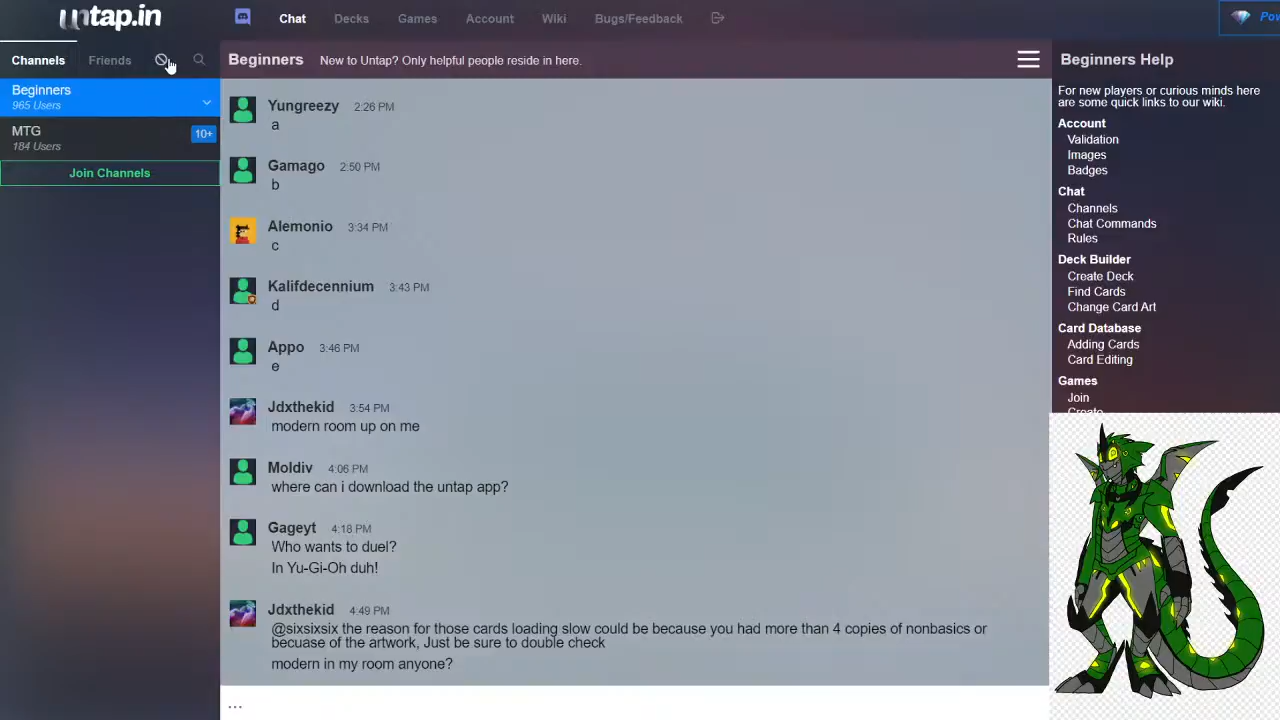 untap.in
Chat Decks Games Account Wiki Bugs/Feedback
Channels Friends
Beginners
965 Users
MTG
184 Users
10+
Join Channels
Beginners New to Untap? Only helpful people reside in here.
Yungreezy 2:26 PM
a
Gamago 2:50 PM
b
Alemonio 3:34 PM
c
Kalifdecennium 3:43 PM
d
Appo 3:46 PM
e
Jdxthekid 3:54 PM
modern room up on me
Moldiv 4:06 PM
where can i download the untap app?
Gageyt 4:18 PM
Who wants to duel?
In Yu-Gi-Oh duh!
Jdxthekid 4:49 PM
@sixsixsix the reason for those cards loading slow could be because you had more than 4 copies of nonbasics or
becuase of the artwork, Just be sure to double check
modern in my room anyone?
...
Beginners Help
For new players or curious minds here
are some quick links to our wiki.
Account
Validation
Images
Badges
Chat
Channels
Chat Commands
Rules
Deck Builder
Create Deck
Find Cards
Change Card Art
Card Database
Adding Cards
Card Editing
Games
Join
Create